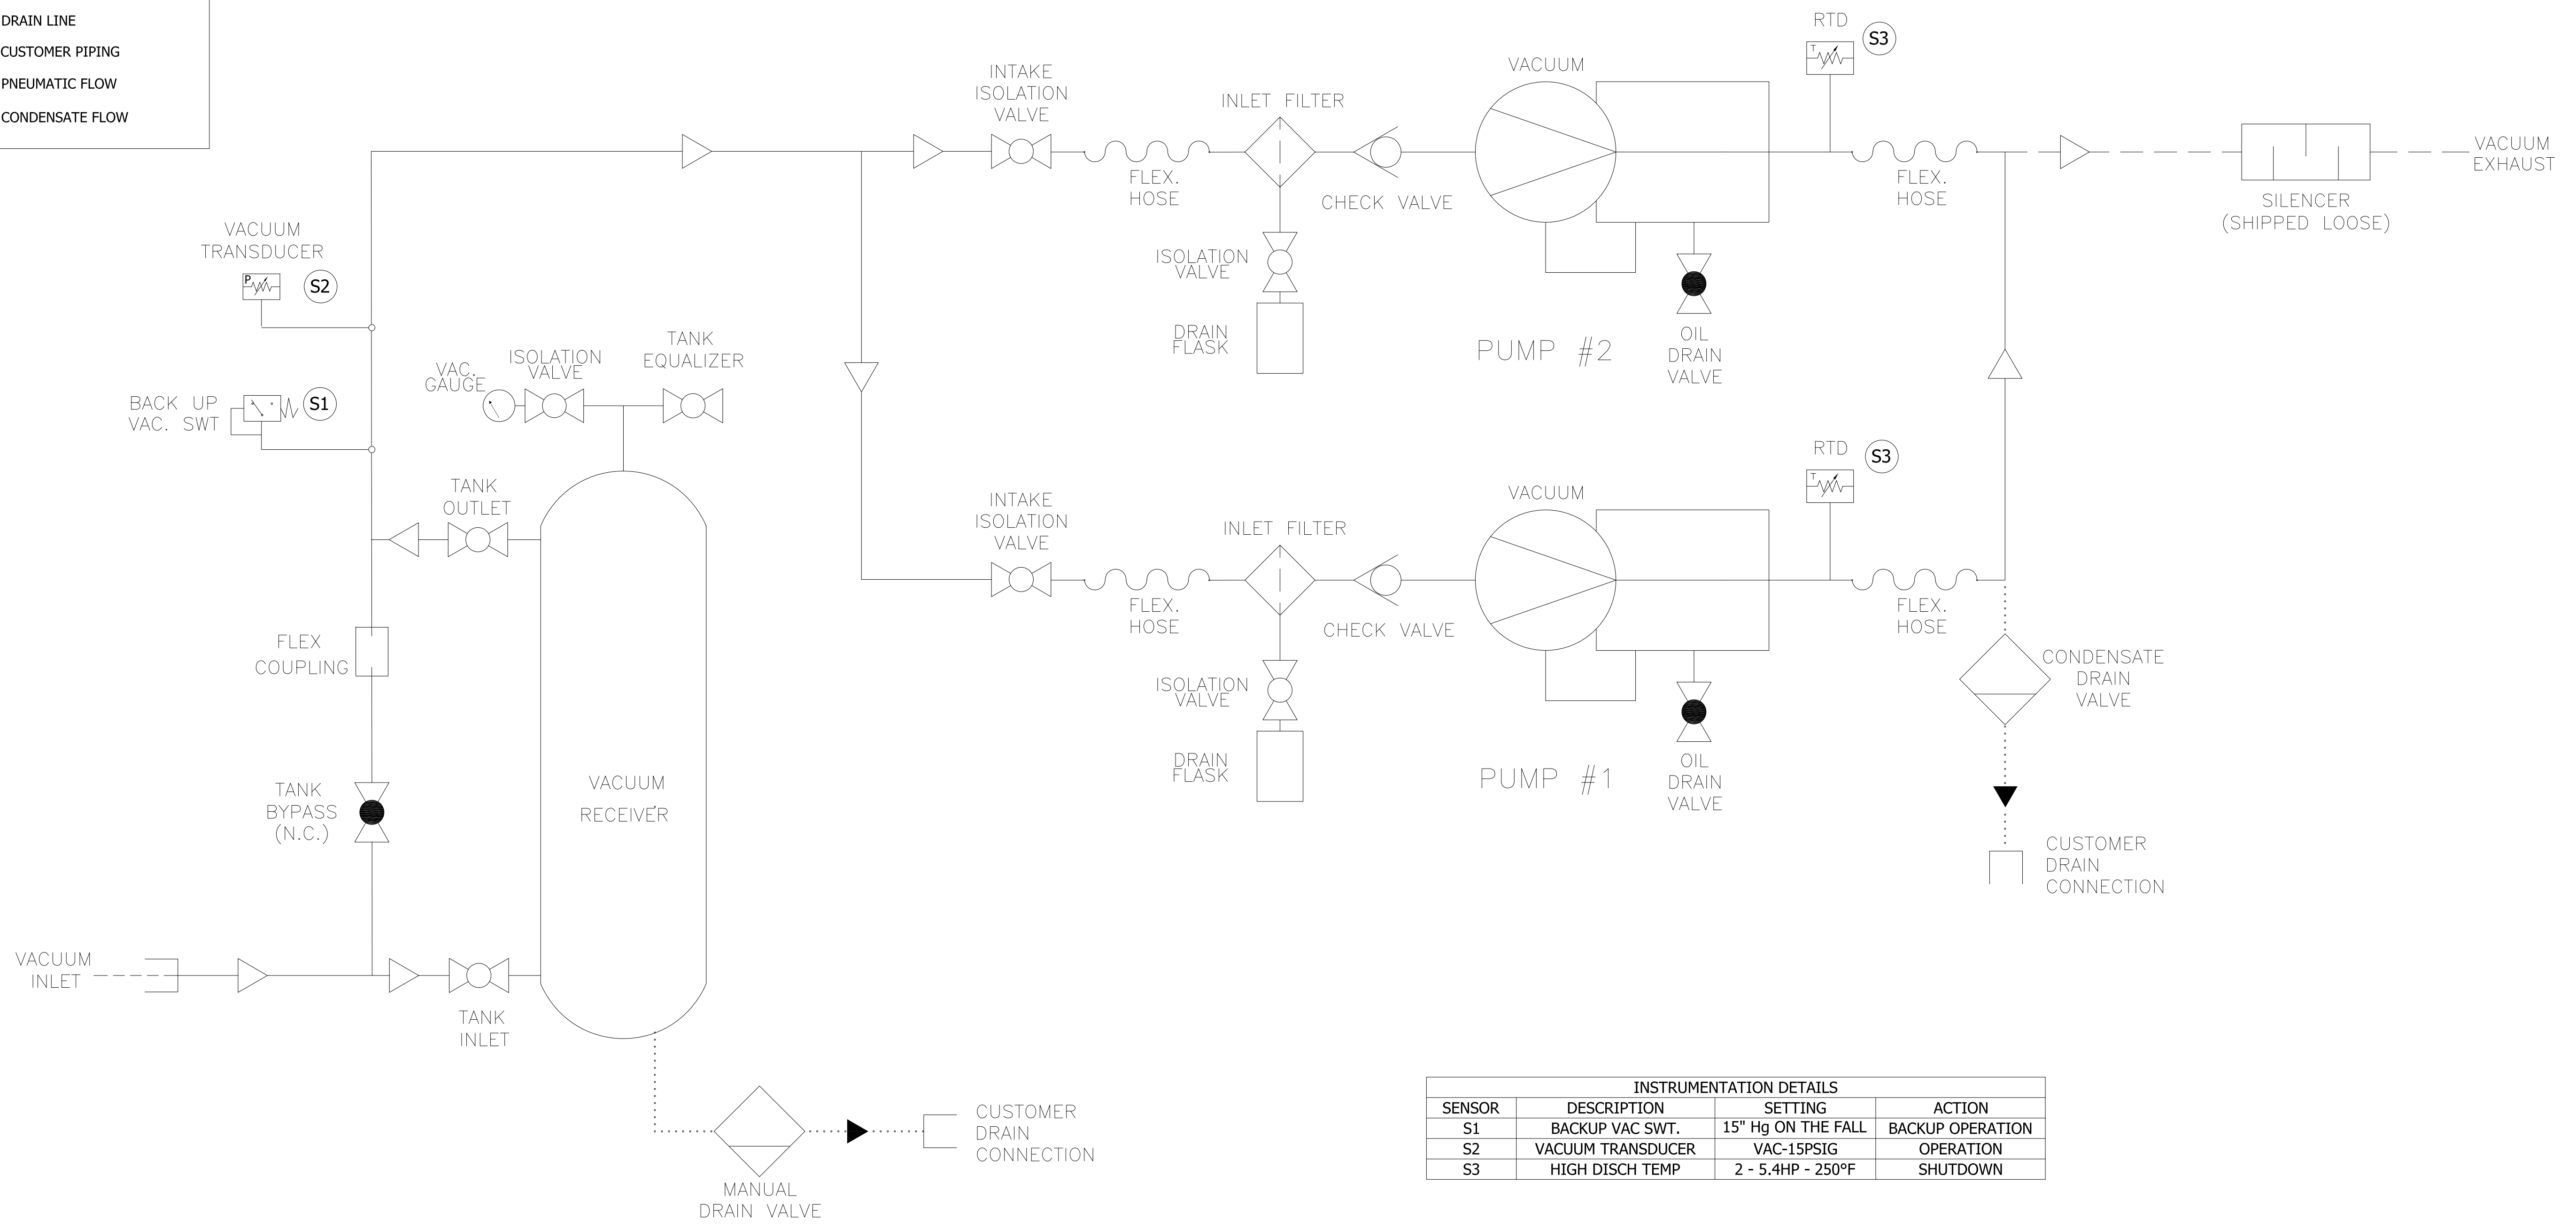 DRAIN LINE
CUSTOMER PIPING
PNEUMATIC FLOW
CONDENSATE FLOW
RTD
S3
VACUUM
INTAKE
ISOLATION
VALVE
INLET FILTER
FLEX.
HOSE
CHECK VALVE
FLEX.
HOSE
VACUUM
EXHAUST
SILENCER
(SHIPPED LOOSE)
VACUUM
TRANSDUCER
P
S2
T
ISOLATION
VALVE
DRAIN
FLASK
PUMP #2
OIL
DRAIN
VALVE
TANK
EQUALIZER
ISOLATION
VALVE
VAC.
GAUGE
BACK UP
VAC. SWT
S1
TANK
OUTLET
RTD
S3
T
VACUUM
INTAKE
ISOLATION
VALVE
INLET FILTER
FLEX.
HOSE
CHECK VALVE
FLEX.
HOSE
FLEX
COUPLING
ISOLATION
VALVE
DRAIN
FLASK
PUMP #1
OIL
DRAIN
VALVE
CONDENSATE
DRAIN
VALVE
TANK
BYPASS
(N.C.)
VACUUM
RECEIVER
CUSTOMER
DRAIN
CONNECTION
VACUUM
INLET
TANK
INLET
CUSTOMER
DRAIN
CONNECTION
MANUAL
DRAIN VALVE
INSTRUMENTATION DETAILS
SENSOR DESCRIPTION SETTING ACTION
S1 BACKUP VAC SWT. 15" Hg ON THE FALL BACKUP OPERATION
S2 VACUUM TRANSDUCER VAC-15PSIG OPERATION
S3 HIGH DISCH TEMP 2 - 5.4HP - 250°F SHUTDOWN